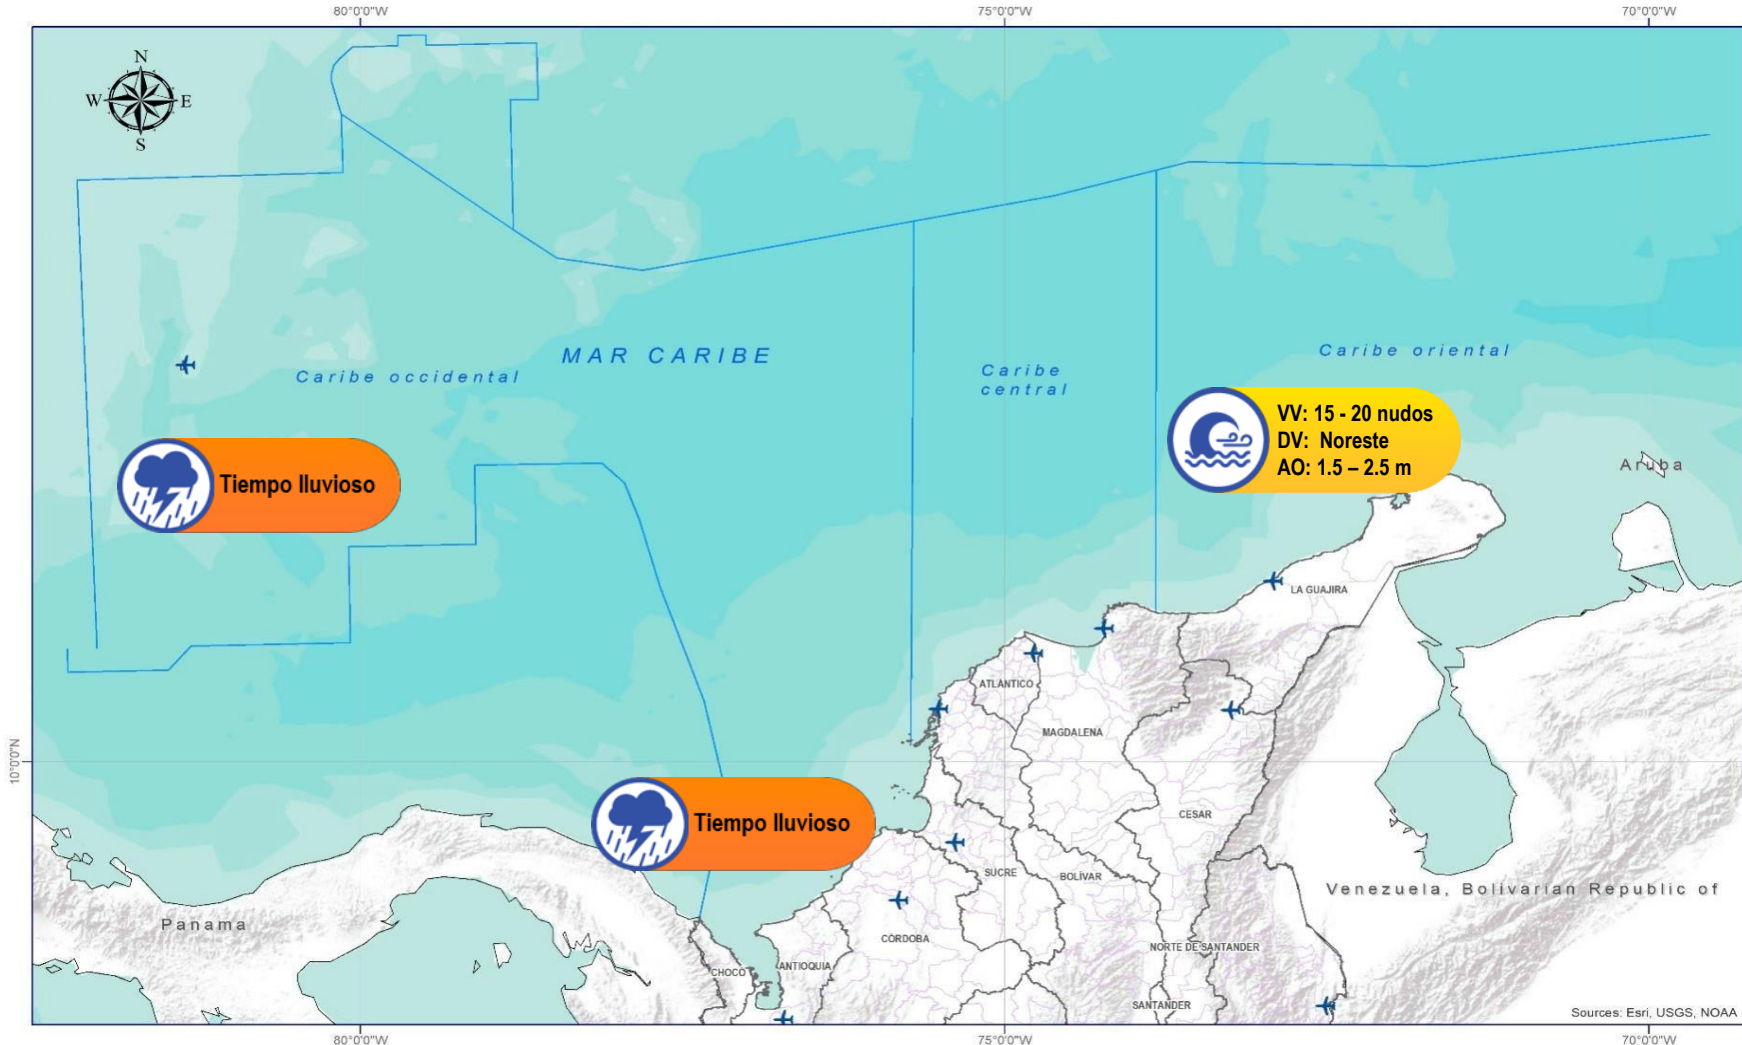 80°0'0"W
75°0'0"W
70°0'0"W
N
W
E
S
MAR CARIBE
Caribe occidental
Caribe
central
Caribe oriental
VV: 15 - 20 nudos
DV: Noreste
AO: 1.5 – 2.5 m
Aruba
Tiempo lluvioso
LA GUAJIRA
ATLÁNTICO
MAGDALENA
10°0'0"N
Tiempo lluvioso
CESAR
SUCRE
BOLÍVAR
Venezuela, Bolivarian Republic of
Panama
CÓRDOBA
NORTE DE SANTANDER
CHOCÓ
ANTIOQUIA
SANTANDER
Sources: Esri, USGS, NOAA
80°0'0"W
75°0'0"W
70°0'0"W